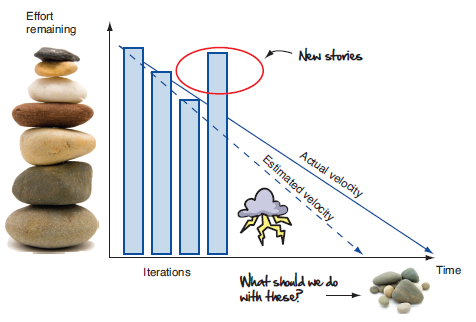 Effort
remaining
New stories
Actual velocity
Estimated velocity
Iterations
Time
What should we do
with these?